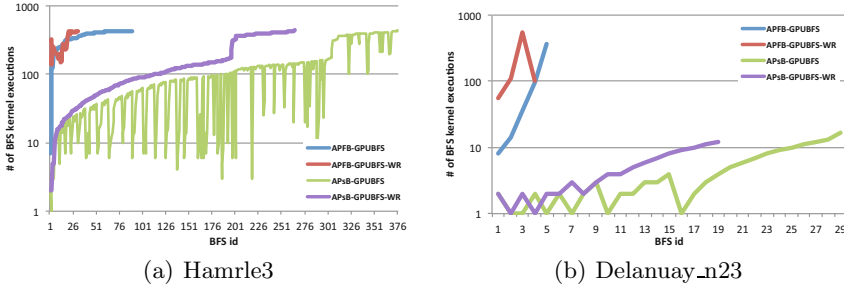 # of BFS kernel executions
1000
100
10
1
APFB-GPUBFS
APFB-GPUBFS-WR
APsB-GPUBFS
APsB-GPUBFS-WR
1 26 51 76 101 126 151 176 201 226 251 276 301 326 351 376
BFS id
(a) Hamrle3
# of BFS kernel executions
1000
100
10
1
APFB-GPUBFS
APFB-GPUBFS-WR
APsB-GPUBFS
APsB-GPUBFS-WR
1 3 5 7 9 11 13 15 17 19 21 23 25 27 29
BFS id
(b) Delanuay_n23